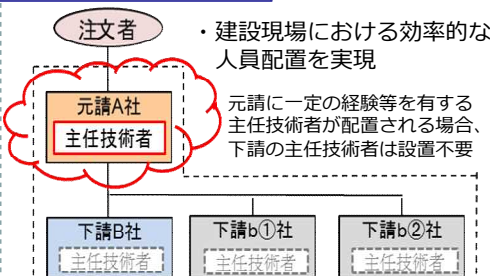 注文者
・建設現場における効率的な
人員配置を実現
元請A社
主任技術者
元請に一定の経験等を有する
主任技術者が配置される場合、
下請の主任技術者は設置不要
下請B社
下請b①社
下請b②社
主任技術者
主任技術者
主任技術者